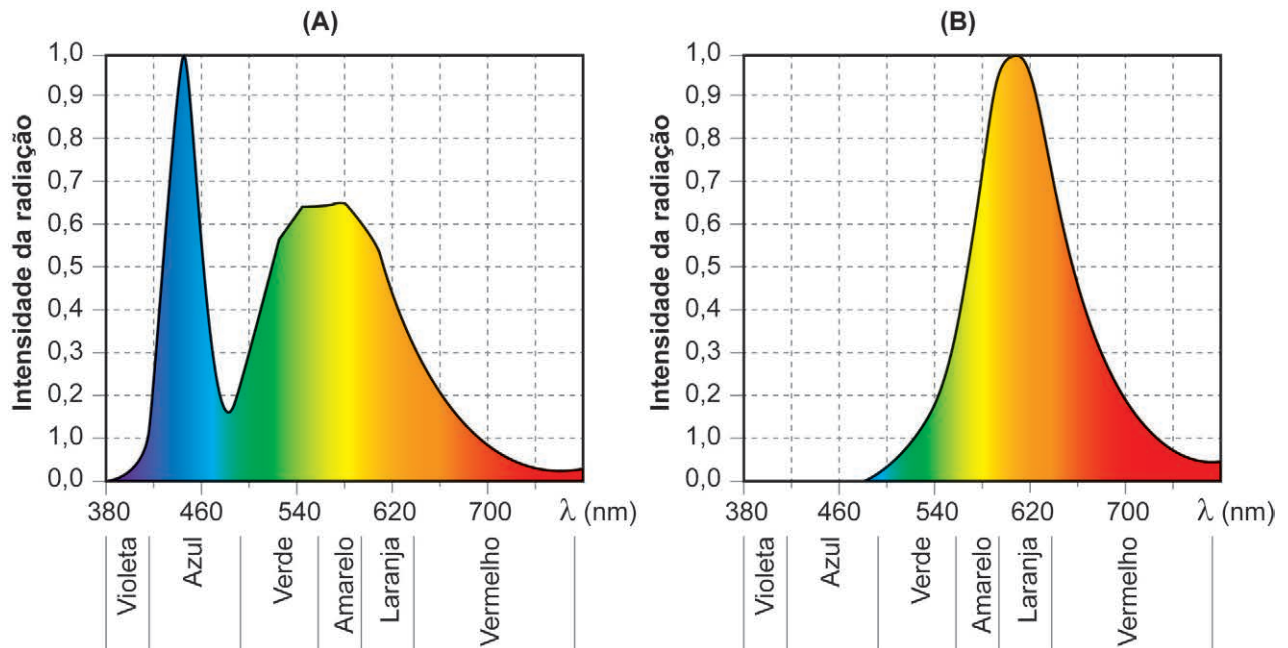 (A)
Intensidade da radiação
1,0
0,9
0,8
0,7
0,6
0,5
0,4
0,3
0,2
1,0
0,0
380 460 540 620 700 λ (nm)
Violeta
Azul
Verde
Amarelo
Laranja
Vermelho
(B)
Intensidade da radiação
1,0
0,9
0,8
0,7
0,6
0,5
0,4
0,3
0,2
1,0
0,0
380 460 540 620 700 λ (nm)
Violeta
Azul
Verde
Amarelo
Laranja
Vermelho